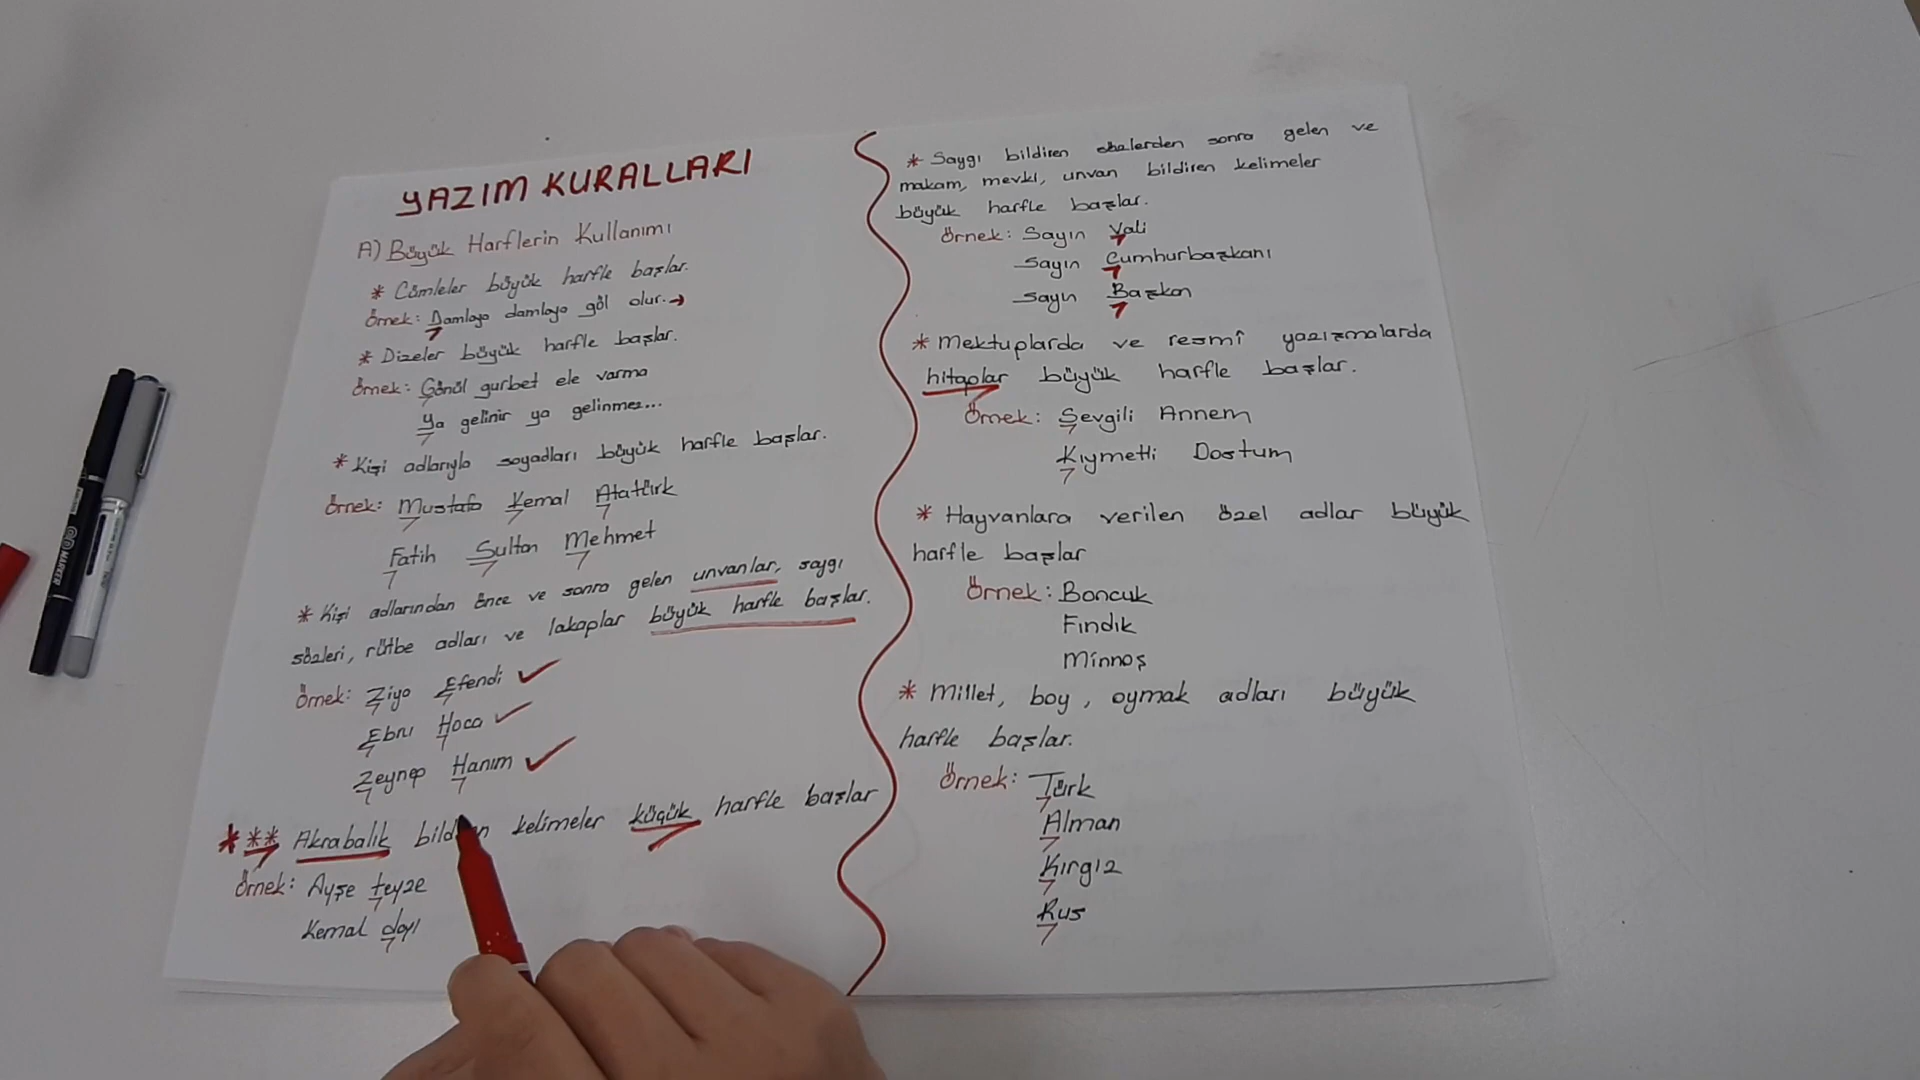 YAZIM KURALLARI
A) Büyük Harflerin Kullanımı
* Cümleler büyük harfle başlar.
Örnek: Damlaya damlaya göl olur.→
* Dizeler büyük harfle başlar.
Örnek: Gönül gurbet ele varma
Ya gelinir ya gelinmez...
* Kişi adlarıyla soyadları büyük harfle başlar.
Örnek: Mustafa Kemal Atatürk
Fatih Sultan Mehmet
* Kişi adlarından önce ve sonra gelen unvanlar, saygı
sözleri, rütbe adları ve lakaplar büyük harfle başlar.
Örnek: Ziya Efendi ✓
Ebru Hoca ✓
Zeynep Hanım ✓
*** Akrabalık bildiren kelimeler küçük harfle başlar
Örnek: Ayşe teyze
Kemal dayı
* Saygı bildiren sözlerden sonra gelen ve
makam, mevki, unvan bildiren kelimeler
büyük harfle başlar.
Örnek: Sayın Vali
Sayın Cumhurbaşkanı
Sayın Başkan
* Mektuplarda ve resmî yazışmalarda
hitaplar büyük harfle başlar.
Örnek: Sevgili Annem
Kıymetli Dostum
* Hayvanlara verilen özel adlar büyük
harfle başlar
Örnek: Boncuk
Fındık
Minnoş
* Millet, boy, oymak adları büyük
harfle başlar.
Örnek: Türk
Alman
Kırgız
Rus